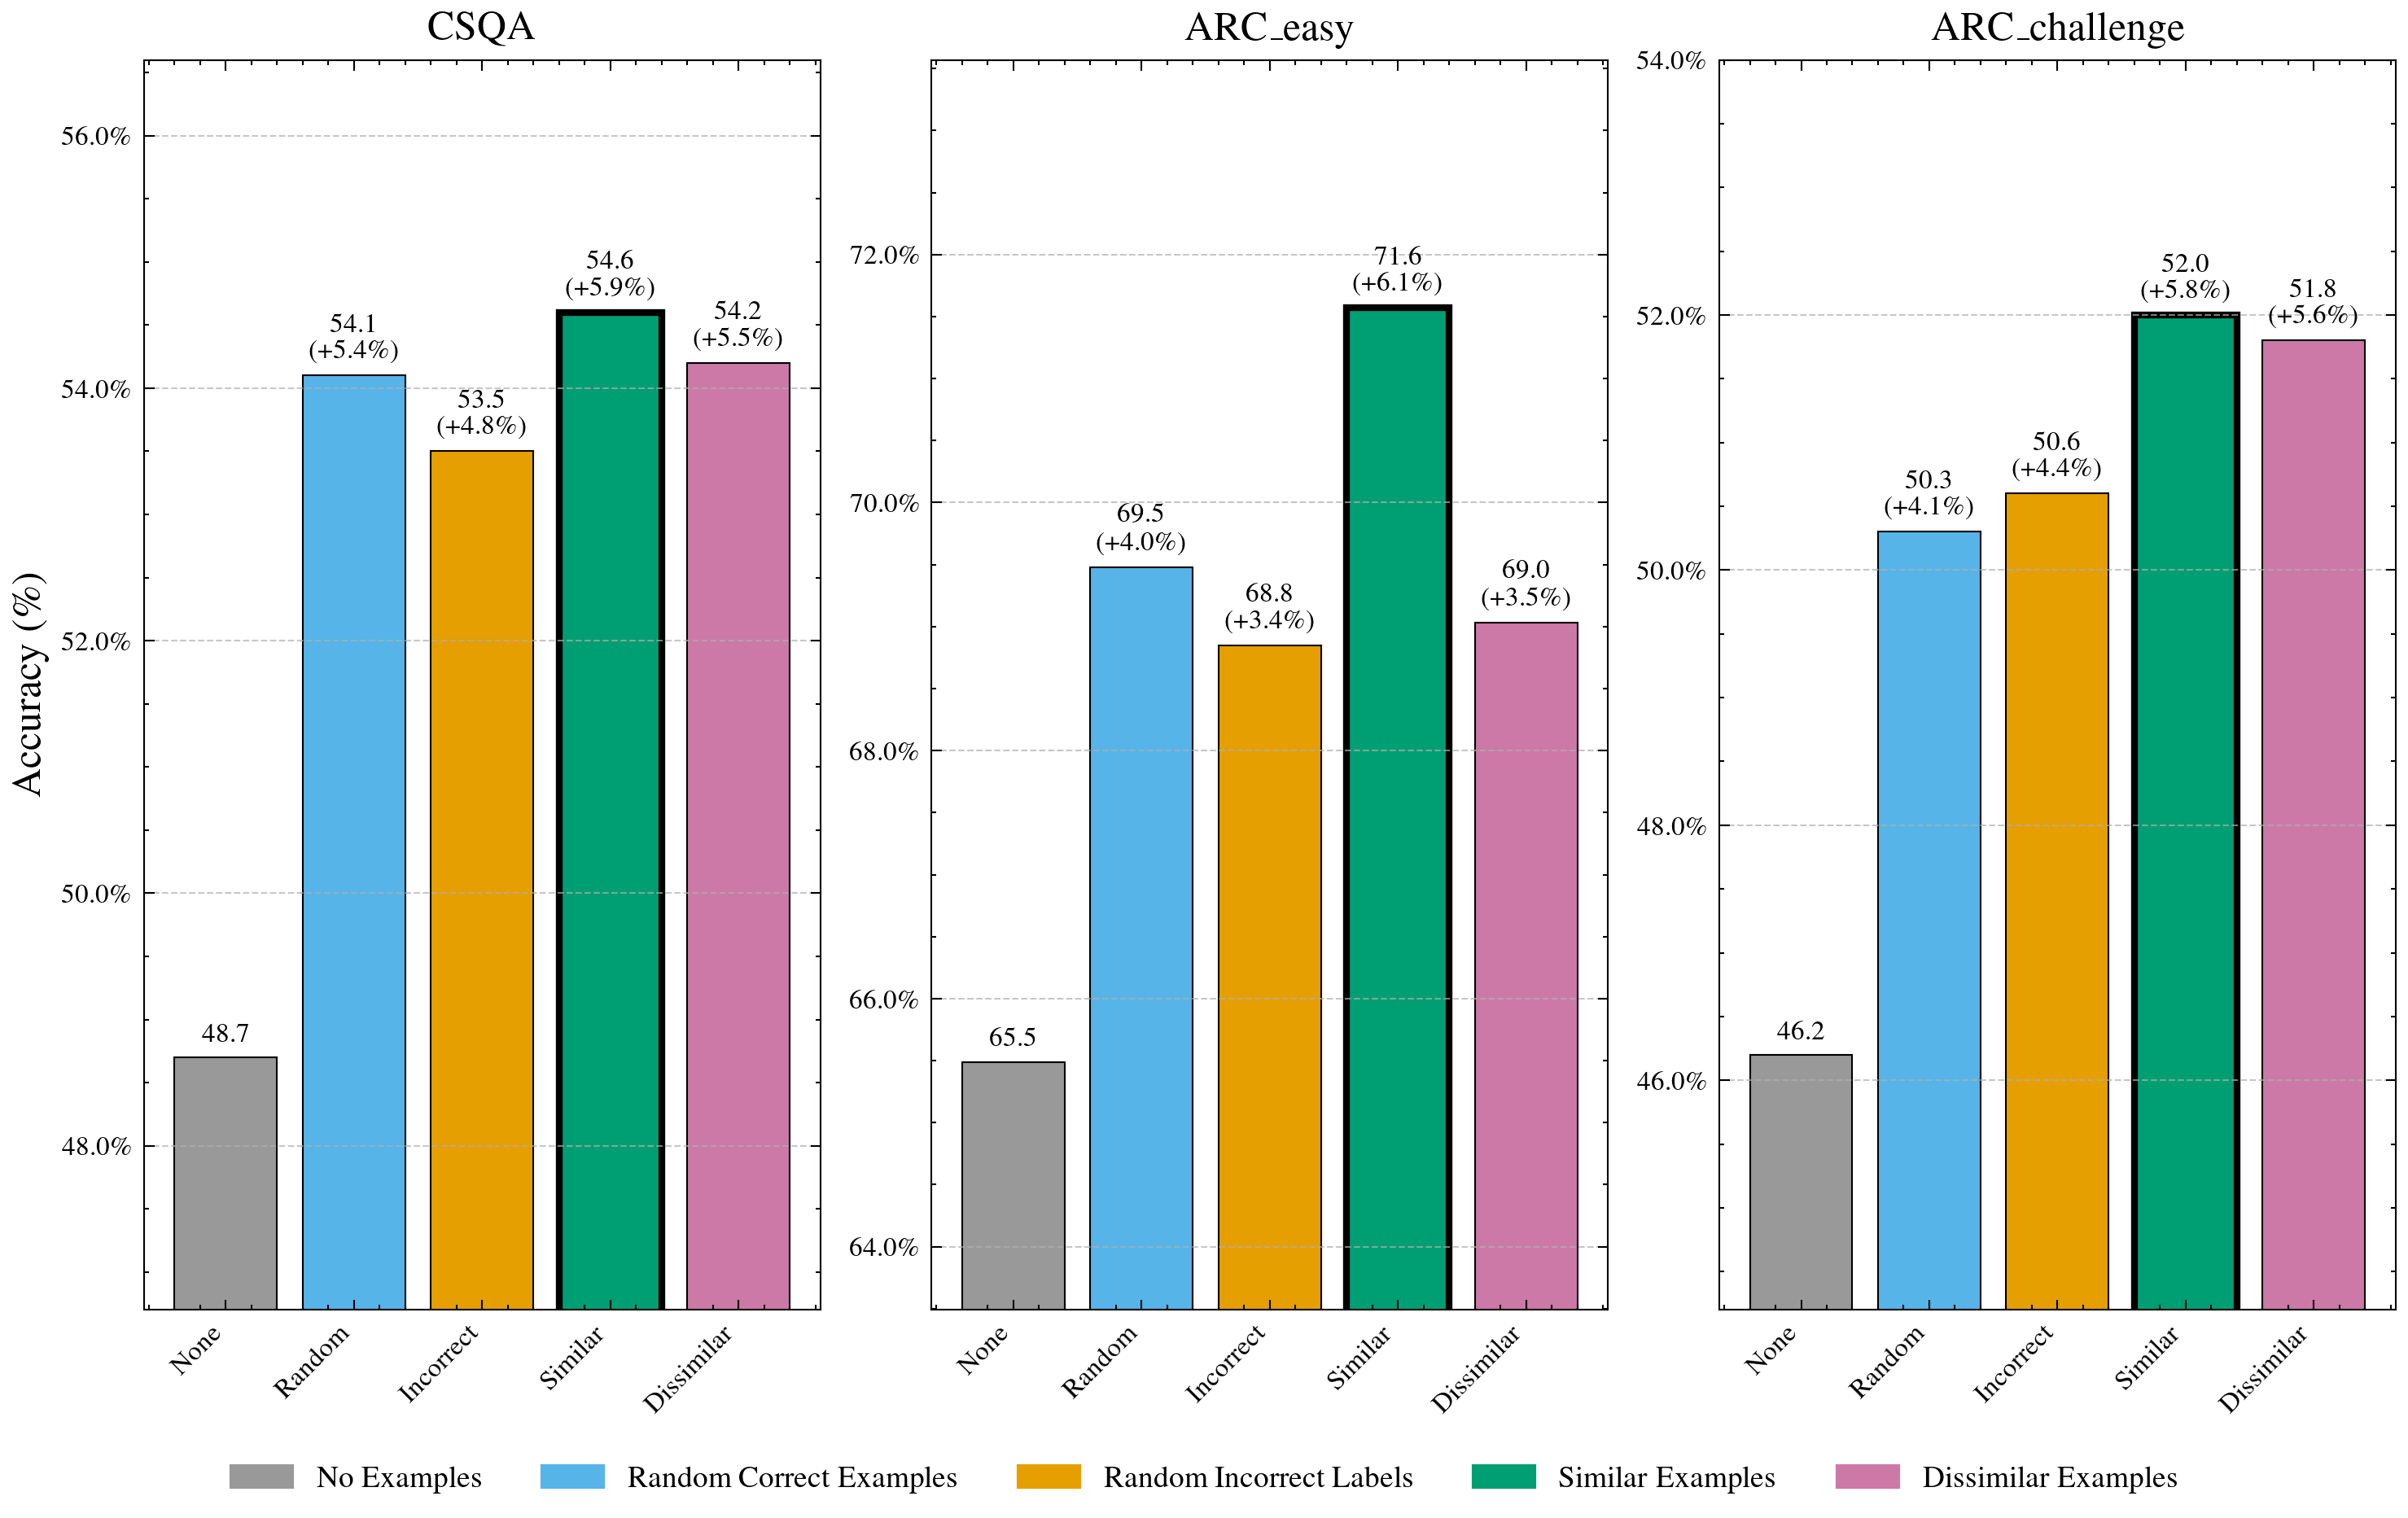 CSQA
ARC_easy
ARC_challenge
Accuracy (%)
56.0%
54.0%
52.0%
50.0%
48.0%
48.7
54.1
(+5.4%)
53.5
(+4.8%)
54.6
(+5.9%)
54.2
(+5.5%)
None
Random
Incorrect
Similar
Dissimilar
72.0%
70.0%
68.0%
66.0%
64.0%
65.5
69.5
(+4.0%)
68.8
(+3.4%)
71.6
(+6.1%)
69.0
(+3.5%)
None
Random
Incorrect
Similar
Dissimilar
54.0%
52.0%
50.0%
48.0%
46.0%
46.2
50.3
(+4.1%)
50.6
(+4.4%)
52.0
(+5.8%)
51.8
(+5.6%)
None
Random
Incorrect
Similar
Dissimilar
No Examples
Random Correct Examples
Random Incorrect Labels
Similar Examples
Dissimilar Examples